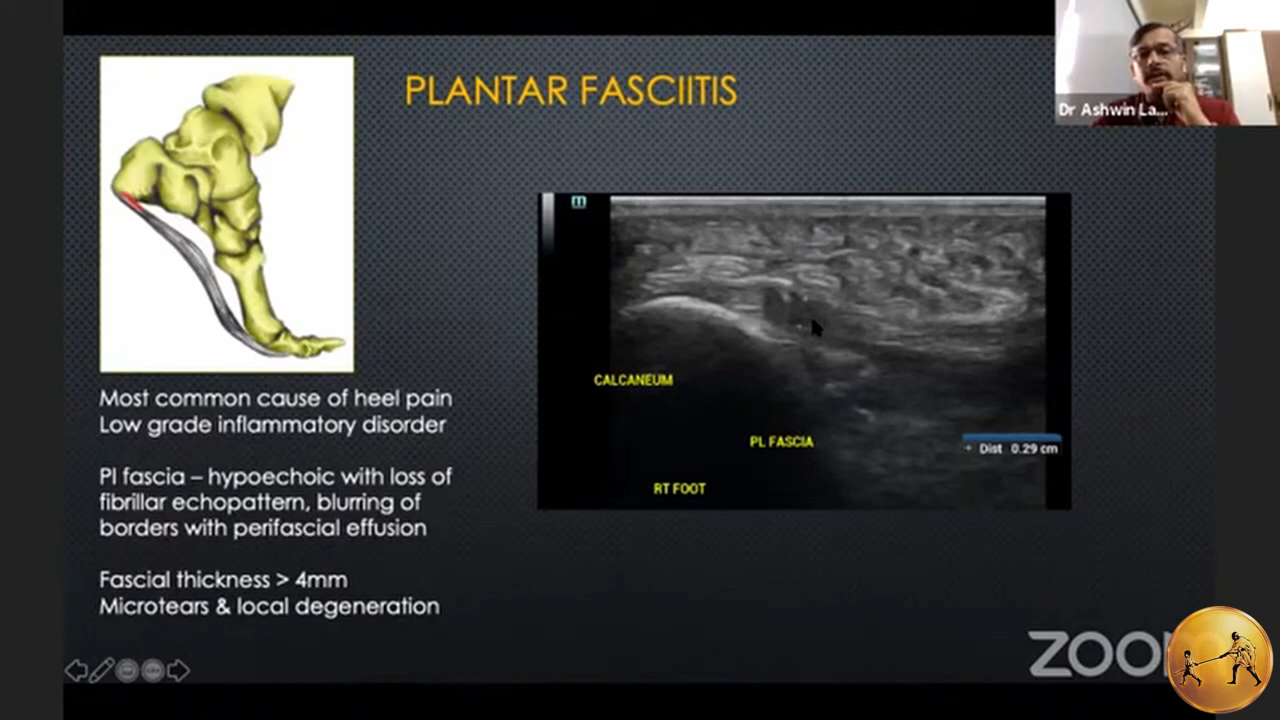 PLANTAR FASCIITIS
Dr Ashwin La...
m
CALCANEUM
PL FASCIA
+ Dist 0.29 cm
RT FOOT
Most common cause of heel pain
Low grade inflammatory disorder
Pl fascia – hypoechoic with loss of
fibrillar echopattern, blurring of
borders with perifascial effusion
Fascial thickness > 4mm
Microtears & local degeneration
ZOO